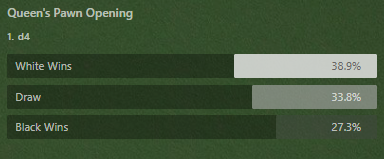 Queen's Pawn Opening
1. d4
White Wins 38.9%
Draw 33.8%
Black Wins 27.3%